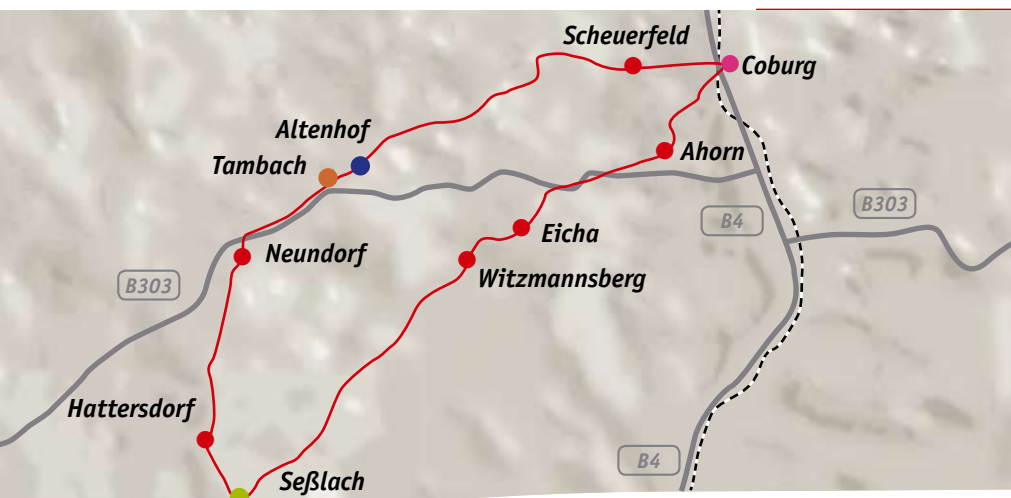 Scheuerfeld
Coburg
Altenhof
Tambach
Ahorn
B303
B4
Eicha
Neundorf
Witzmannsberg
B303
Hattersdorf
B4
Seßlach